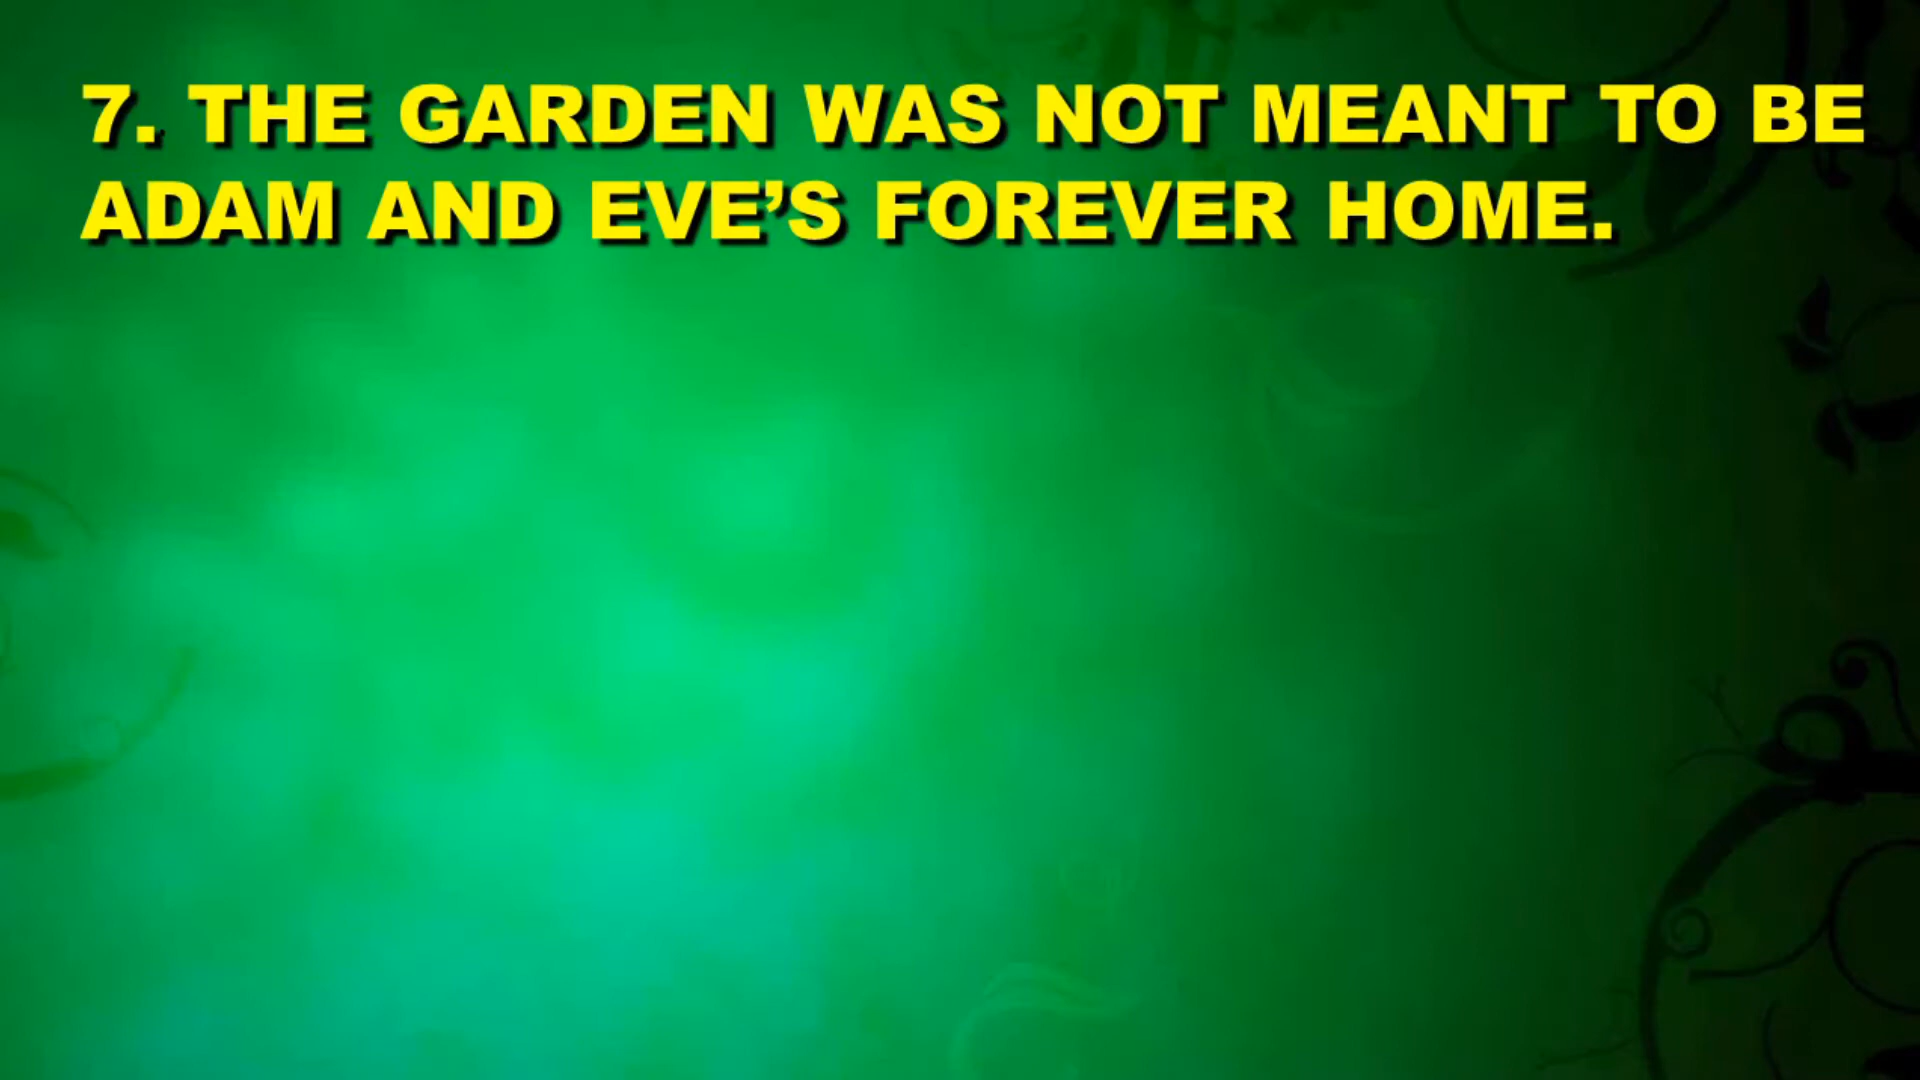 7. THE GARDEN WAS NOT MEANT TO BE
ADAM AND EVE’S FOREVER HOME.